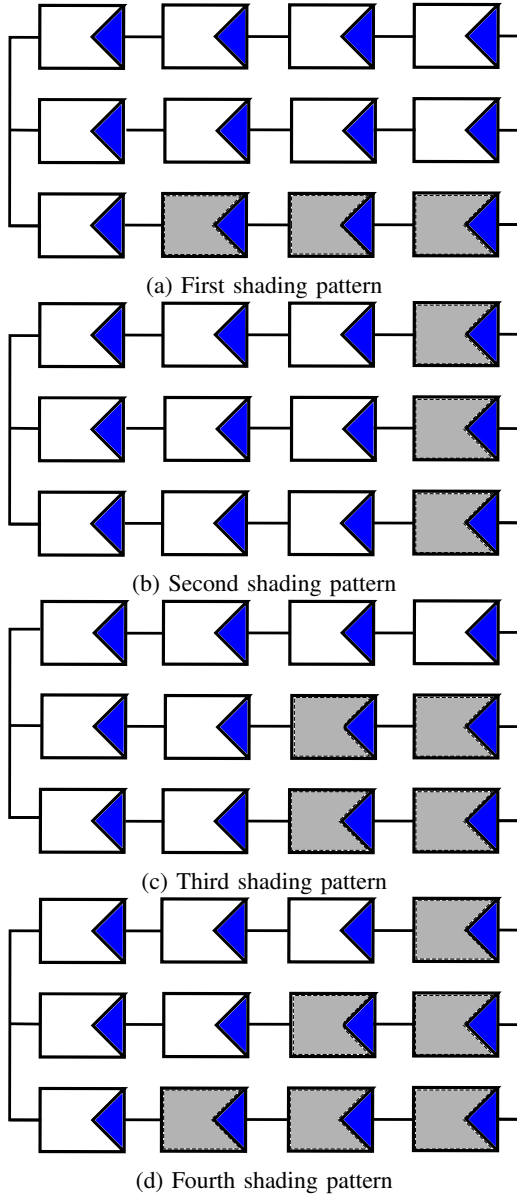 (a) First shading pattern
(b) Second shading pattern
(c) Third shading pattern
(d) Fourth shading pattern